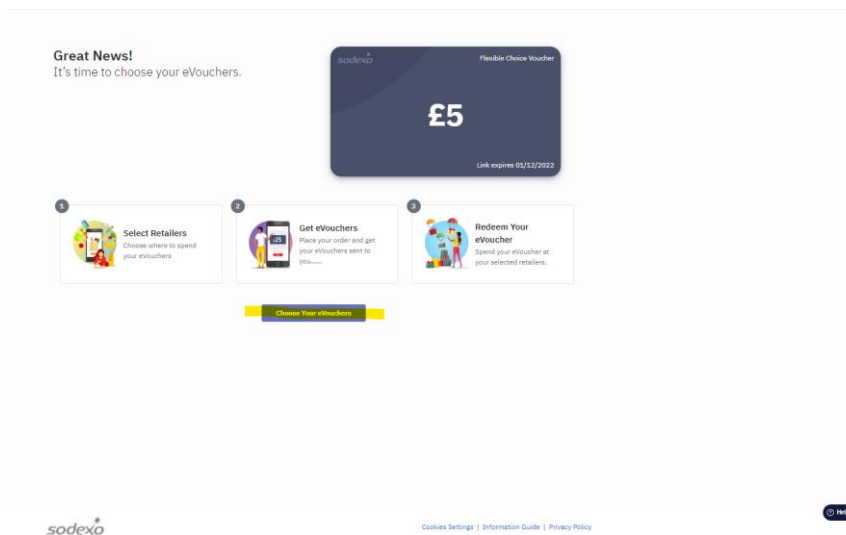 Great News!
It's time to choose your eVouchers.
sodexo
Flexible Choice Voucher
£5
Link expires 01/12/2022
1
Select Retailers
Choose where to spend
your eVouchers
2
Get eVouchers
Place your order and get
your eVouchers sent to
you......
3
Redeem Your
eVoucher
Spend your eVoucher at
your selected retailers.
Choose Your eVouchers
sodexo
Cookies Settings | Information Guide | Privacy Policy